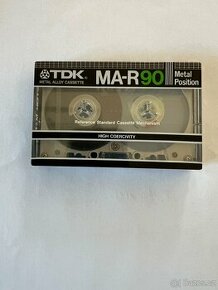 TDK MA-R90 Metal Position
METAL ALLOY CASSETTE
Reference Standard Cassette Mechanism
HIGH COERCIVITY